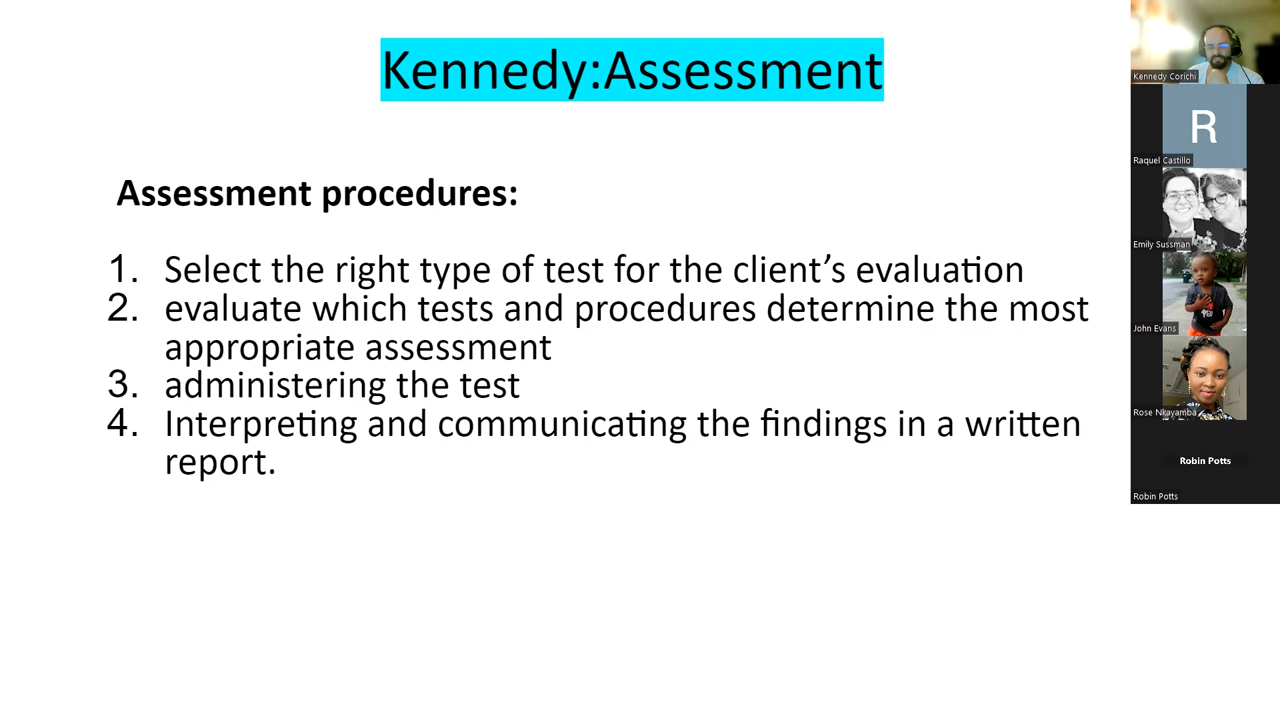 Kennedy:Assessment
Assessment procedures:
1. Select the right type of test for the client’s evaluation
2. evaluate which tests and procedures determine the most
appropriate assessment
3. administering the test
4. Interpreting and communicating the findings in a written
report.
Kennedy Corichi
R
Raquel Castillo
Emily Sussman
John Evans
Rose Nkayamba
Robin Potts
Robin Potts